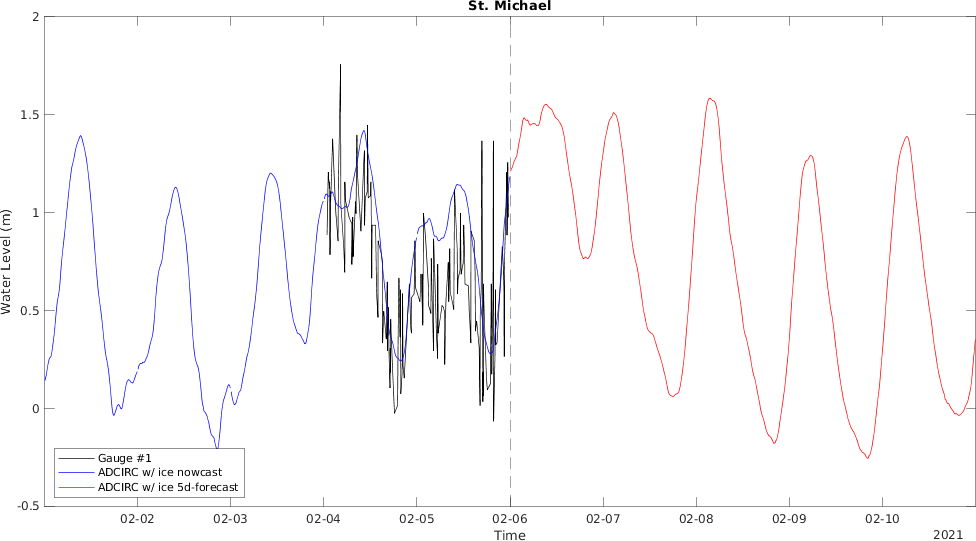 St. Michael
Water Level (m)
2
1.5
1
0.5
0
-0.5
Gauge #1
ADCIRC w/ ice nowcast
ADCIRC w/ ice 5d-forecast
02-02 02-03 02-04 02-05 02-06 02-07 02-08 02-09 02-10
Time
2021